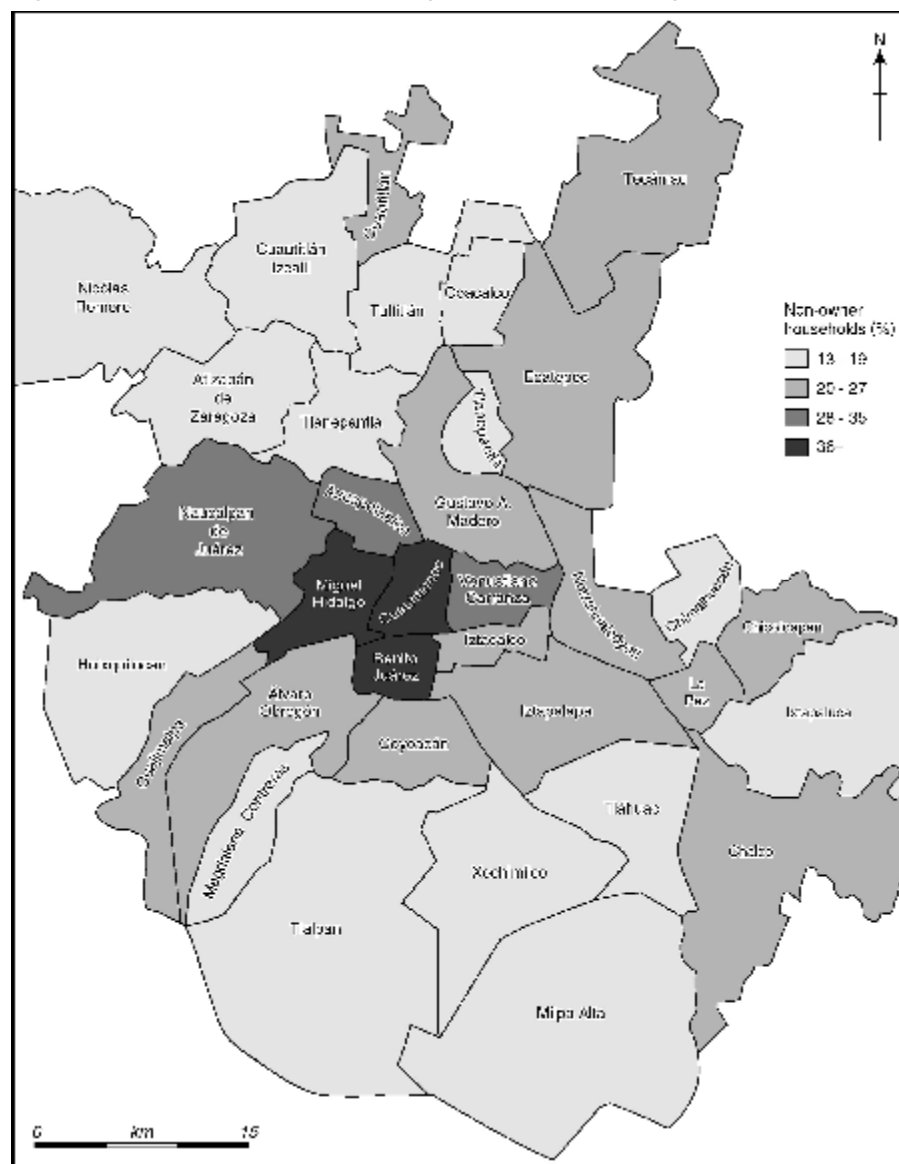 N
Tecámac
Cuautitlán
Cuautitlán
Izcalli
Nicolás
Romero
Tultitlán
Coacalco
Non-owner
households (%)
13 - 19
20 - 27
28 - 35
36-
Ecatepec
Atizapán
de
Zaragoza
Tlanepantla
Tlalnepantla
Azcapotzalco
Gustavo A.
Madero
Naucalpan
de
Juárez
Miguel
Hidalgo
Cuauhtémoc
Venustiano
Carranza
Nezahualcóyotl
Chimalhuacán
Chicoloapan
Iztacalco
Huixquilucan
Benito
Juárez
La
Paz
Ixtapaluca
Álvaro
Obregón
Iztapalapa
Cuajimalpa
Coyoacán
Magdalena Contreras
Tláhuac
Chalco
Xochimilco
Tlalpan
Milpa Alta
0 km 15